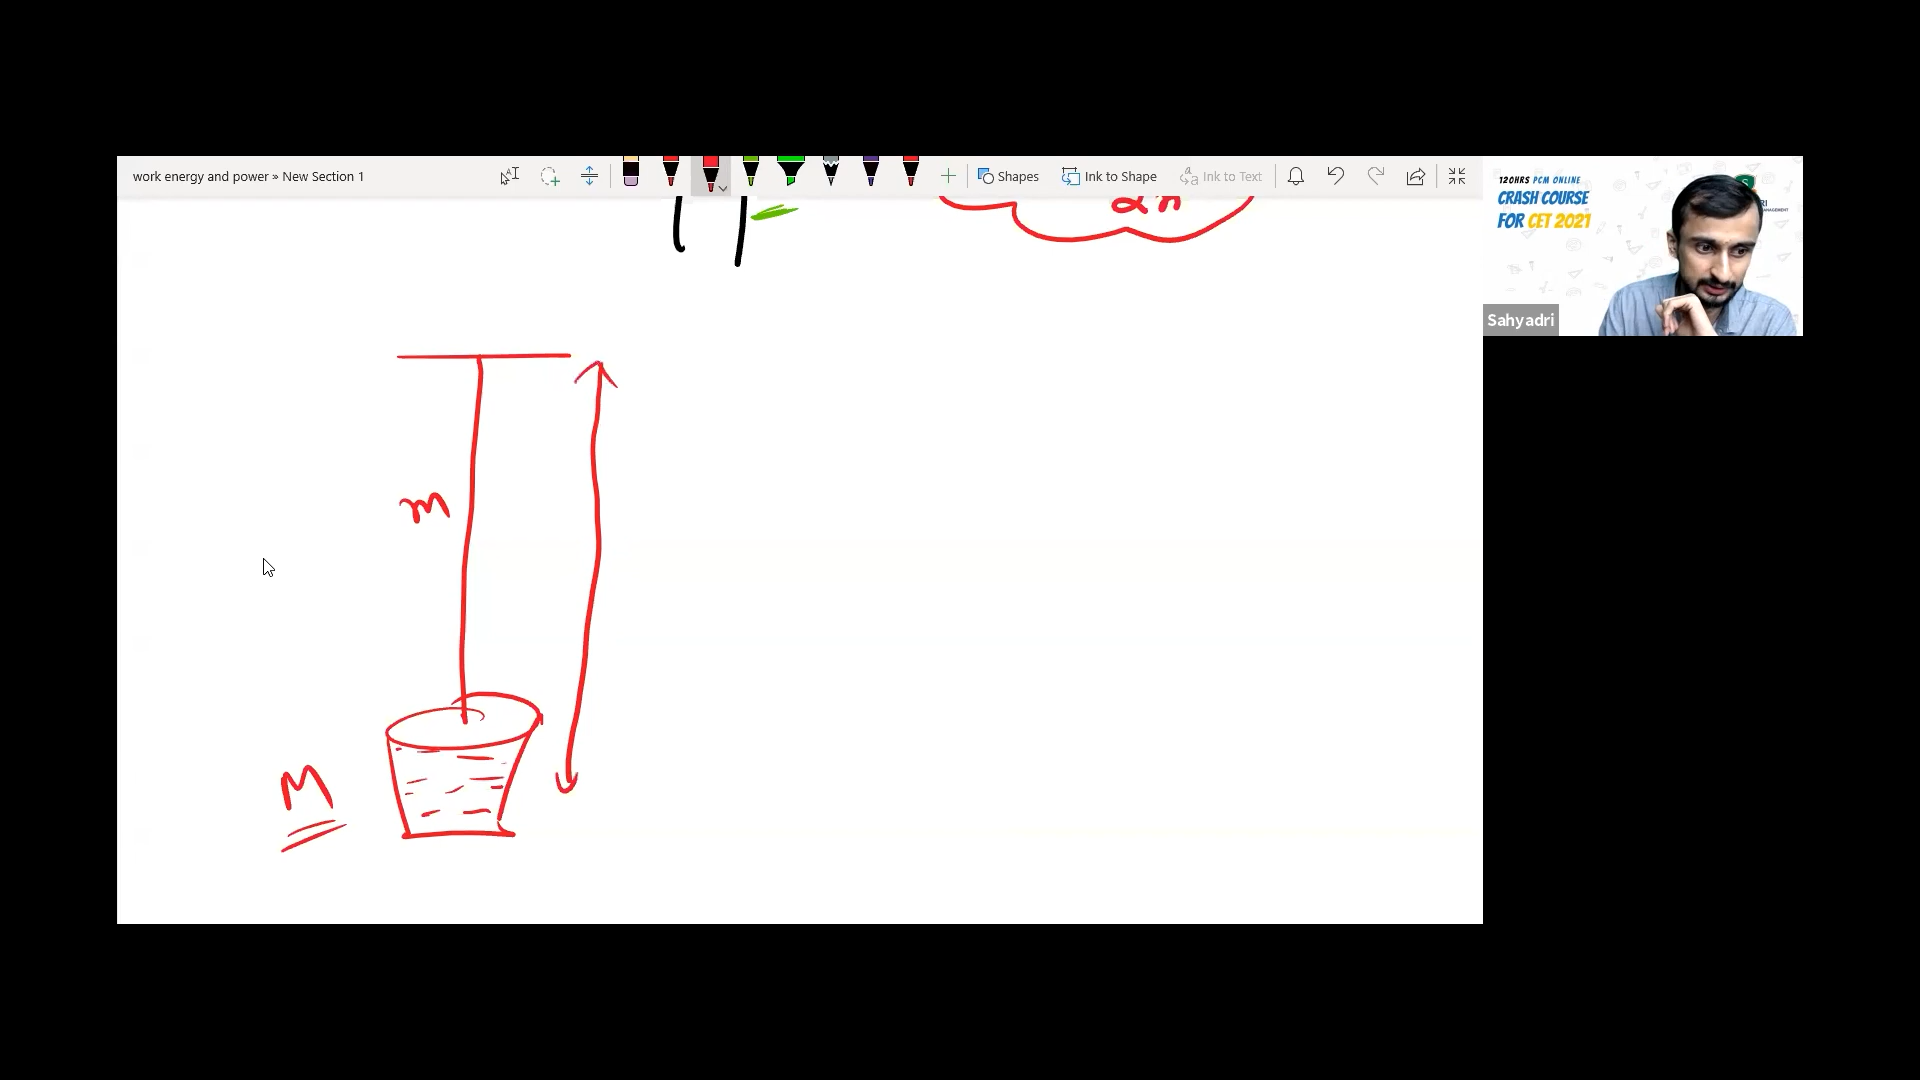 work energy and power » New Section 1
Shapes
Ink to Shape
Ink to Text
120HRS PCM ONLINE
CRASH COURSE
FOR CET 2021
Sahyadri
m
M